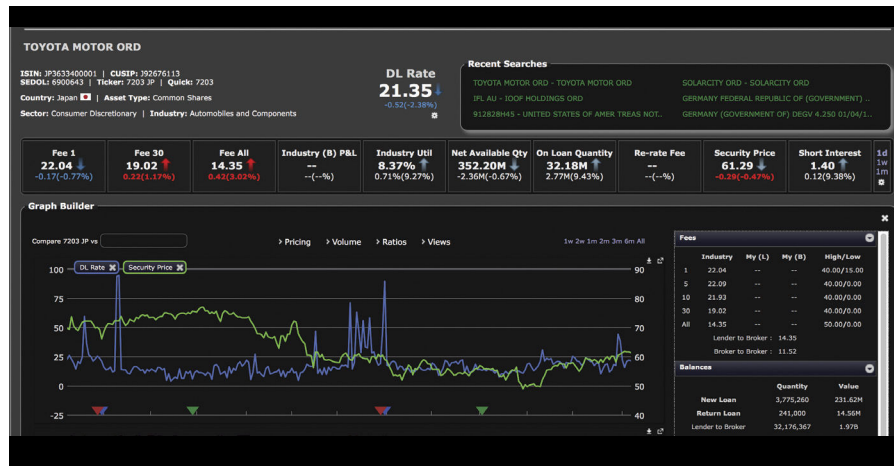 TOYOTA MOTOR ORD
ISIN: JP3633400001 | CUSIP: J92676113
SEDOL: 6900643 | Ticker: 7203 JP | Quick: 7203
Country: Japan | Asset Type: Common Shares
Sector: Consumer Discretionary | Industry: Automobiles and Components
DL Rate
21.35
-0.52(-2.38%)
Recent Searches
TOYOTA MOTOR ORD - TOYOTA MOTOR ORD
SOLARCITY ORD - SOLARCITY ORD
IFL AU - IOOF HOLDINGS ORD
GERMANY FEDERAL REPUBLIC OF (GOVERNMENT) ..
912828H45 - UNITED STATES OF AMER TREAS NOT..
GERMANY (GOVERNMENT OF) DEGV 4.250 01/04/1..
Fee 1 Fee 30 Fee All Industry (B) P&L Industry Util Net Available Qty On Loan Quantity Re-rate Fee Security Price Short Interest 1d
22.04 19.02 14.35 -- 8.37% 352.20M 32.18M -- 61.29 1.40 1w
-0.17(-0.77%) 0.22(1.17%) 0.42(3.02%) --(--%) 0.71%(9.27%) -2.36M(-0.67%) 2.77M(9.43%) --(--%) -0.29(-0.47%) 0.12(9.38%) 1m
Graph Builder
Compare 7203 JP vs
> Pricing > Volume > Ratios > Views
1w 2w 1m 2m 3m 6m All
DL Rate Security Price
100 90
75 80
50 70
25 60
0 50
-25 40
Fees
Industry My (L) My (B) High/Low
1 22.04 -- -- 40.00/15.00
5 22.09 -- -- 40.00/0.00
10 21.93 -- -- 40.00/0.00
30 19.02 -- -- 40.00/0.00
All 14.35 -- -- 50.00/0.00
Lender to Broker : 14.35
Broker to Broker : 11.52
Balances
Quantity Value
New Loan 3,775,260 231.62M
Return Loan 241,000 14.56M
Lender to Broker 32,176,367 1.97B